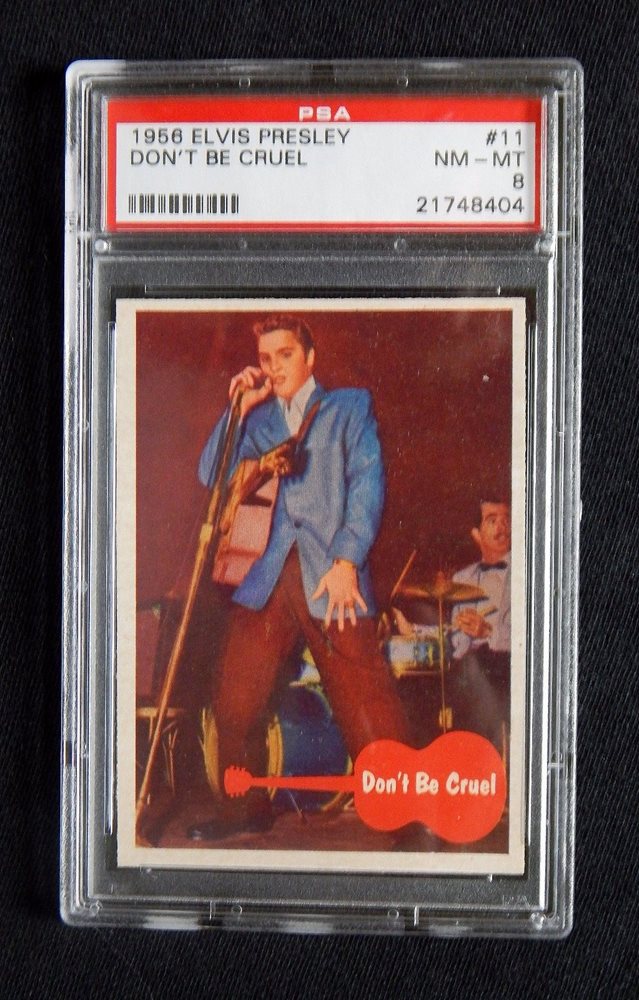 PSA
1956 ELVIS PRESLEY #11
DON'T BE CRUEL NM - MT
8
21748404
Don't Be Cruel